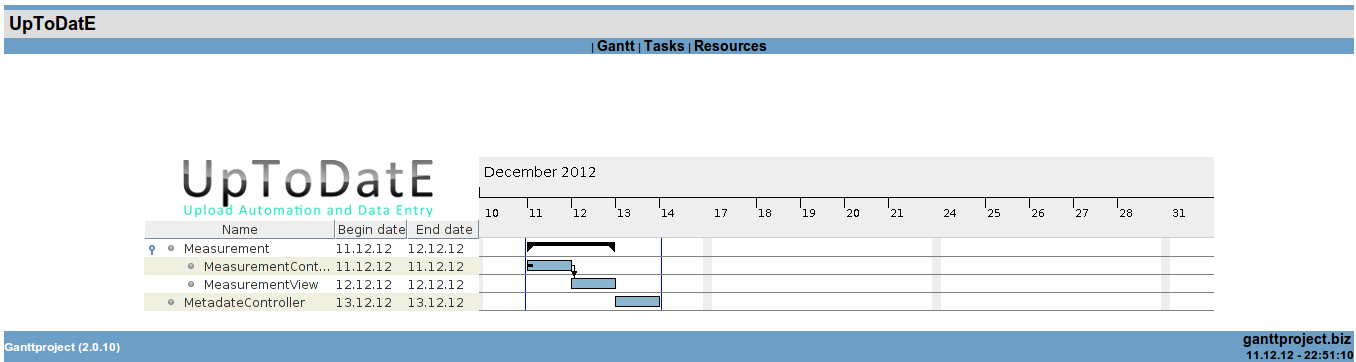 UpToDatE
| Gantt | Tasks | Resources
UpToDatE
Upload Automation and Data Entry
December 2012
10 11 12 13 14 17 18 19 20 21 24 25 26 27 28 31
Name Begin date End date
Measurement 11.12.12 12.12.12
MeasurementCont... 11.12.12 11.12.12
MeasurementView 12.12.12 12.12.12
MetadateController 13.12.12 13.12.12
Ganttproject (2.0.10)
ganttproject.biz
11.12.12 - 22:51:10